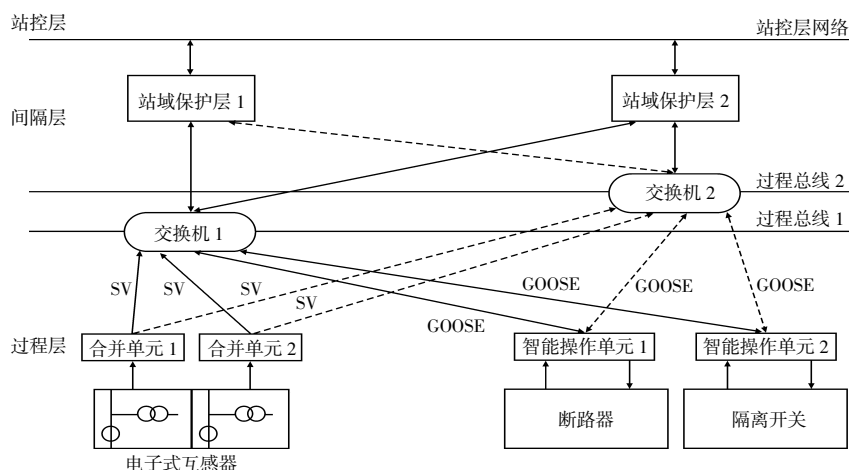 站控层
站控层网络
站域保护层 1
站域保护层 2
间隔层
过程总线 2
交换机 2
过程总线 1
交换机 1
SV
SV
SV
SV
GOOSE
GOOSE
GOOSE
GOOSE
过程层
合并单元 1
合并单元 2
智能操作单元 1
智能操作单元 2
断路器
隔离开关
电子式互感器